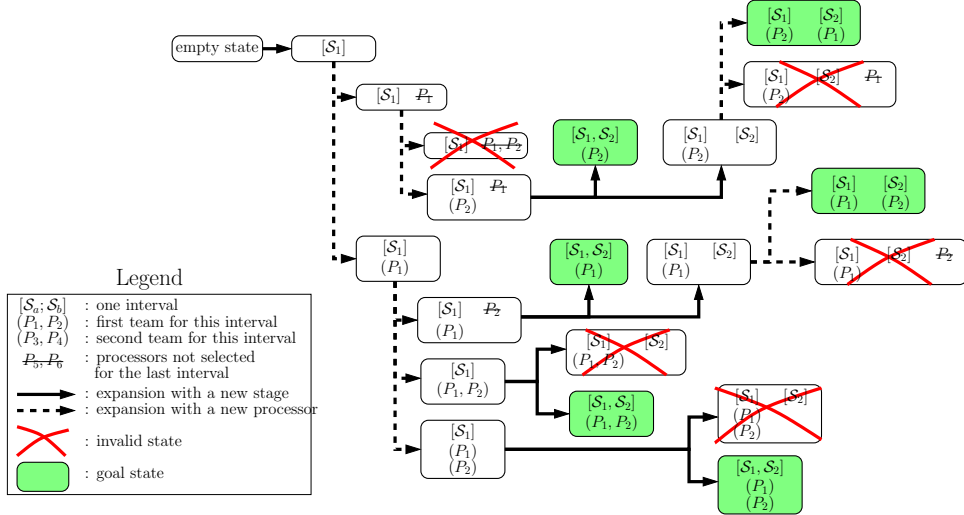 [S₁] [S₂]
(P₂) (P₁)
empty state
[S₁]
[S₁] [S₂] P₁
(P₂)
[S₁] P₁
[S₁] P₁, P₂
[S₁, S₂]
(P₂)
[S₁] [S₂]
(P₂)
[S₁] P₁
(P₂)
[S₁] [S₂]
(P₁) (P₂)
[S₁]
(P₁)
[S₁, S₂]
(P₁)
[S₁] [S₂]
(P₁)
[S₁] [S₂] P₂
(P₁)
[S₁] P₂
(P₁)
[S₁] [S₂]
(P₁, P₂)
[S₁]
(P₁, P₂)
[S₁, S₂]
(P₁, P₂)
[S₁] [S₂]
(P₁)
(P₂)
[S₁]
(P₁)
(P₂)
[S₁, S₂]
(P₁)
(P₂)
Legend
[Sₐ; S_b] : one interval
(P₁, P₂) : first team for this interval
(P₃, P₄) : second team for this interval
P₅, P₆ : processors not selected
for the last interval
: expansion with a new stage
: expansion with a new processor
: invalid state
: goal state